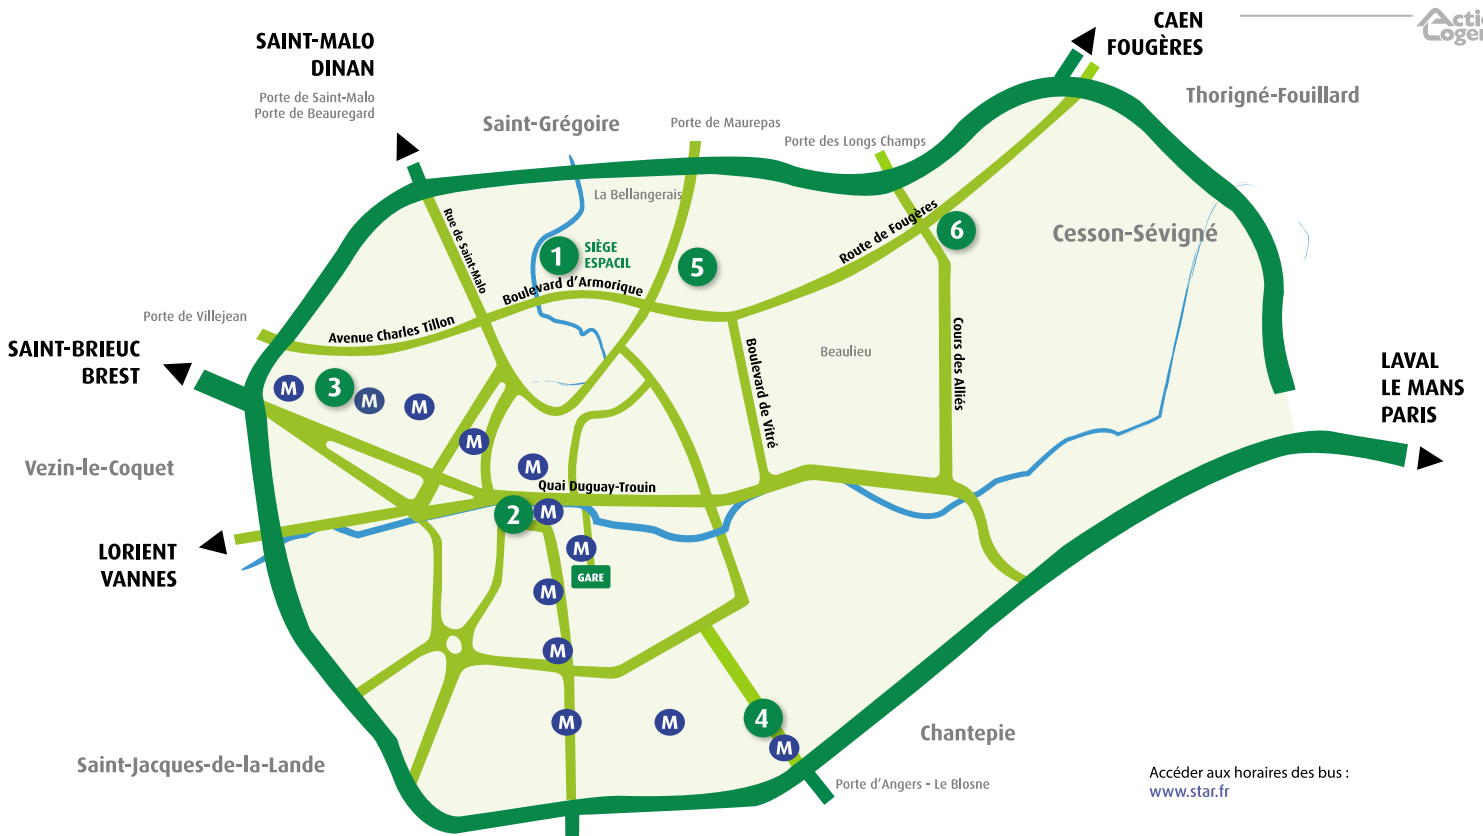 CAEN
FOUGÈRES
SAINT-MALO
DINAN
Porte de Saint-Malo
Porte de Beauregard
Thorigné-Fouillard
Saint-Grégoire
Porte de Maurepas
Porte des Longs Champs
La Bellangerais
Rue de Saint-Malo
Route de Fougères
6
Cesson-Sévigné
1
SIÈGE
ESPACIL
5
Boulevard d'Armorique
Porte de Villejean
Avenue Charles Tillon
SAINT-BRIEUC
BREST
Boulevard de Vitré
Beaulieu
Cours des Alliés
LAVAL
LE MANS
PARIS
M
3
M
M
M
M
Vezin-le-Coquet
Quai Duguay-Trouin
2
M
LORIENT
VANNES
M
GARE
M
M
M
M
4
M
Chantepie
Saint-Jacques-de-la-Lande
Porte d'Angers - Le Blosne
Accéder aux horaires des bus :
www.star.fr